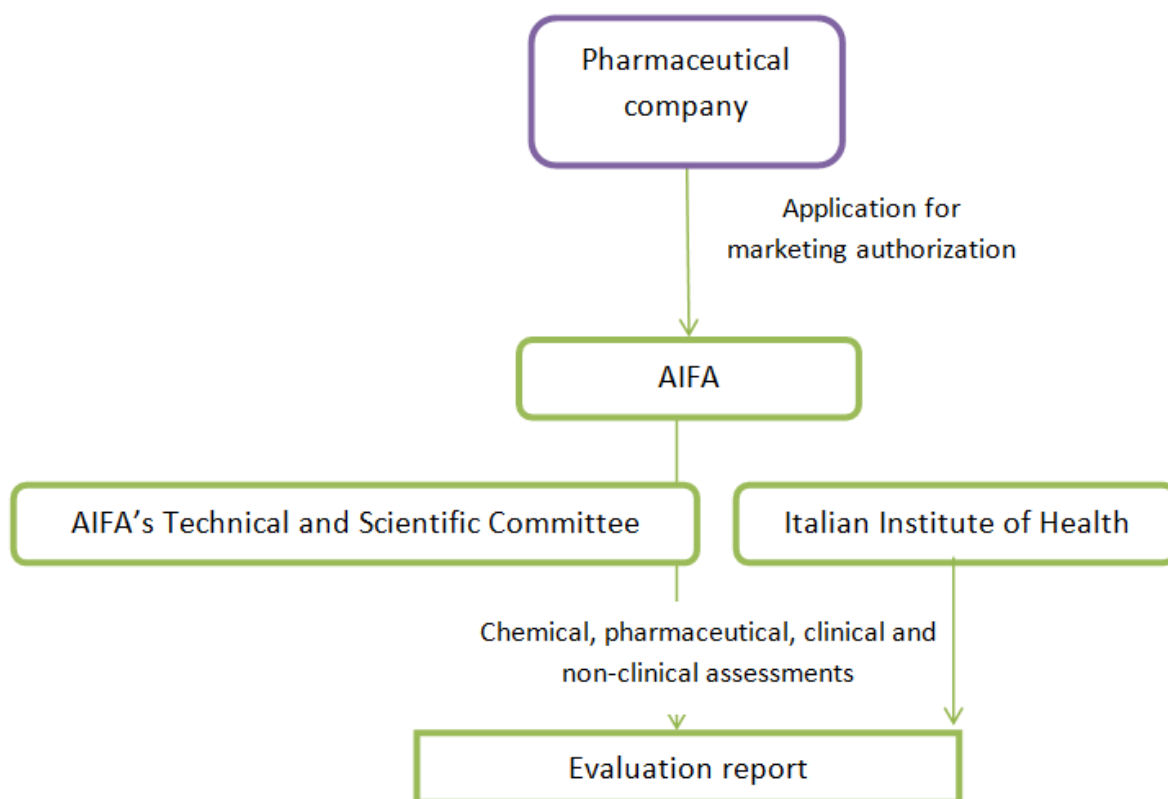 Pharmaceutical
company
Application for
marketing authorization
AIFA
AIFA’s Technical and Scientific Committee
Italian Institute of Health
Chemical, pharmaceutical, clinical and
non-clinical assessments
Evaluation report